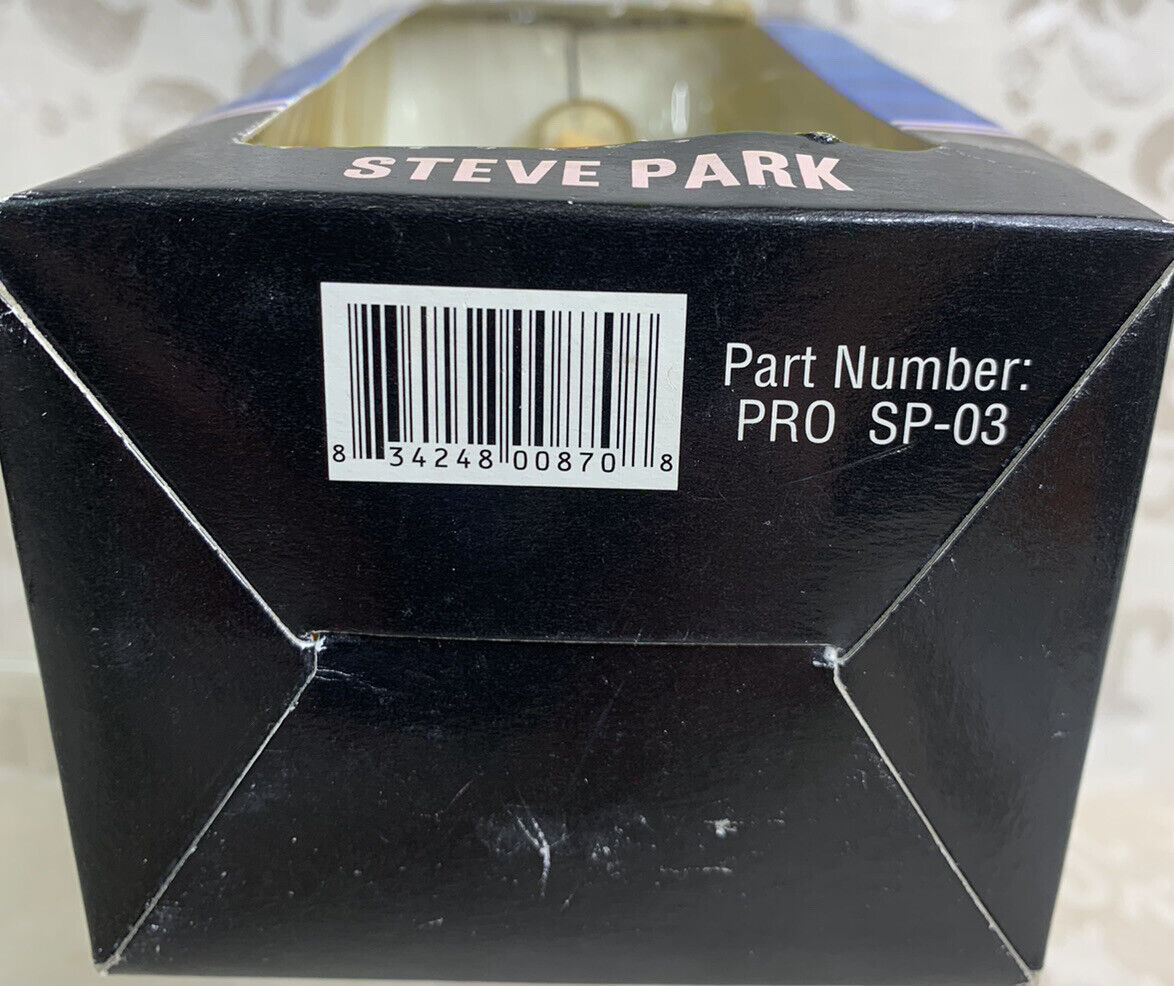 STEVE PARK
Part Number:
PRO SP-03
8 34248 00870 8